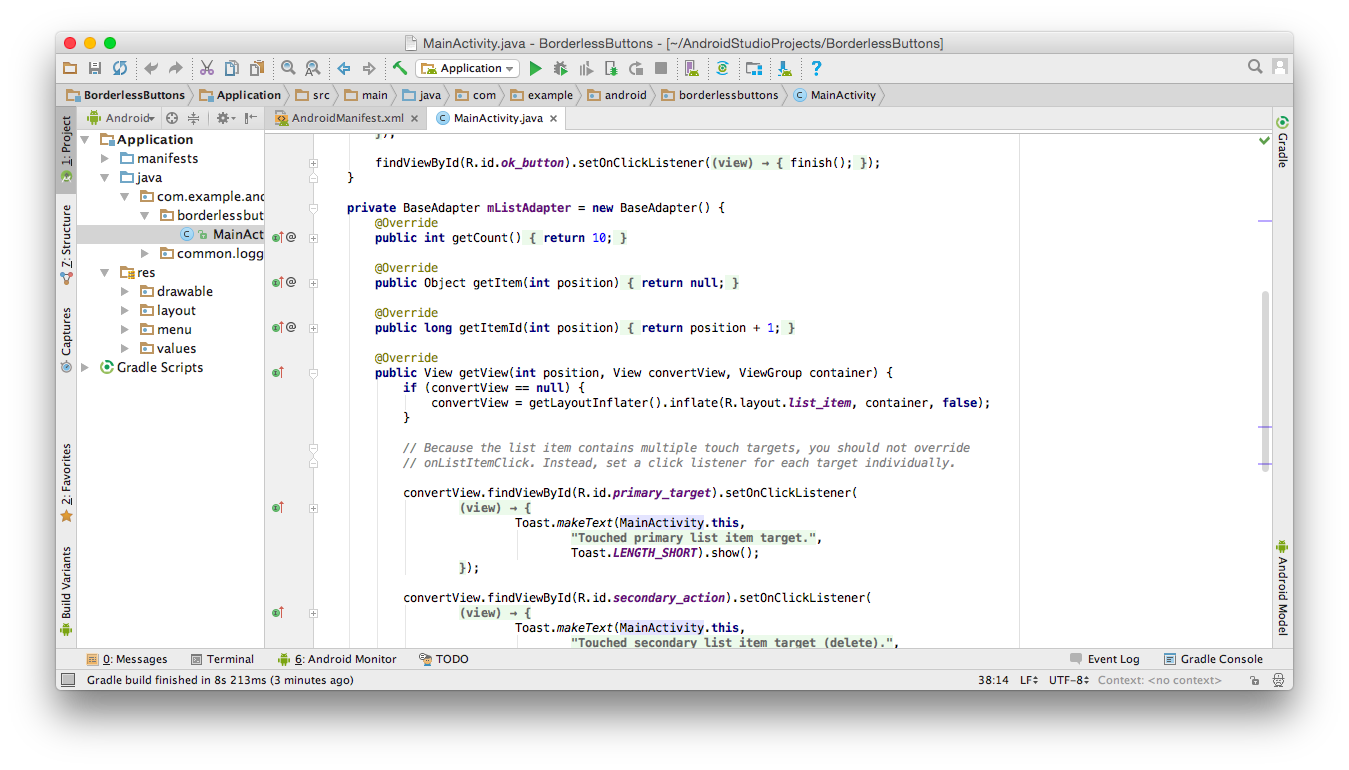 MainActivity.java - BorderlessButtons - [~/AndroidStudioProjects/BorderlessButtons]
Application
?
BorderlessButtons Application src main java com example android borderlessbuttons MainActivity
Android AndroidManifest.xml MainActivity.java
1: Project
Z: Structure
Captures
2: Favorites
Build Variants
Application
manifests
java
com.example.and
borderlessbut
MainAct
common.logg
res
drawable
layout
menu
values
Gradle Scripts
});
findViewById(R.id.ok_button).setOnClickListener((view) → { finish(); });
}
private BaseAdapter mListAdapter = new BaseAdapter() {
@Override
public int getCount() { return 10; }
@Override
public Object getItem(int position) { return null; }
@Override
public long getItemId(int position) { return position + 1; }
@Override
public View getView(int position, View convertView, ViewGroup container) {
if (convertView == null) {
convertView = getLayoutInflater().inflate(R.layout.list_item, container, false);
}
// Because the list item contains multiple touch targets, you should not override
// onListItemClick. Instead, set a click listener for each target individually.
convertView.findViewById(R.id.primary_target).setOnClickListener(
(view) → {
Toast.makeText(MainActivity.this,
"Touched primary list item target.",
Toast.LENGTH_SHORT).show();
});
convertView.findViewById(R.id.secondary_action).setOnClickListener(
(view) → {
Toast.makeText(MainActivity.this,
"Touched secondary list item target (delete).",
Gradle
Android Model
0: Messages Terminal 6: Android Monitor TODO Event Log Gradle Console
Gradle build finished in 8s 213ms (3 minutes ago) 38:14 LF UTF-8 Context: <no context>